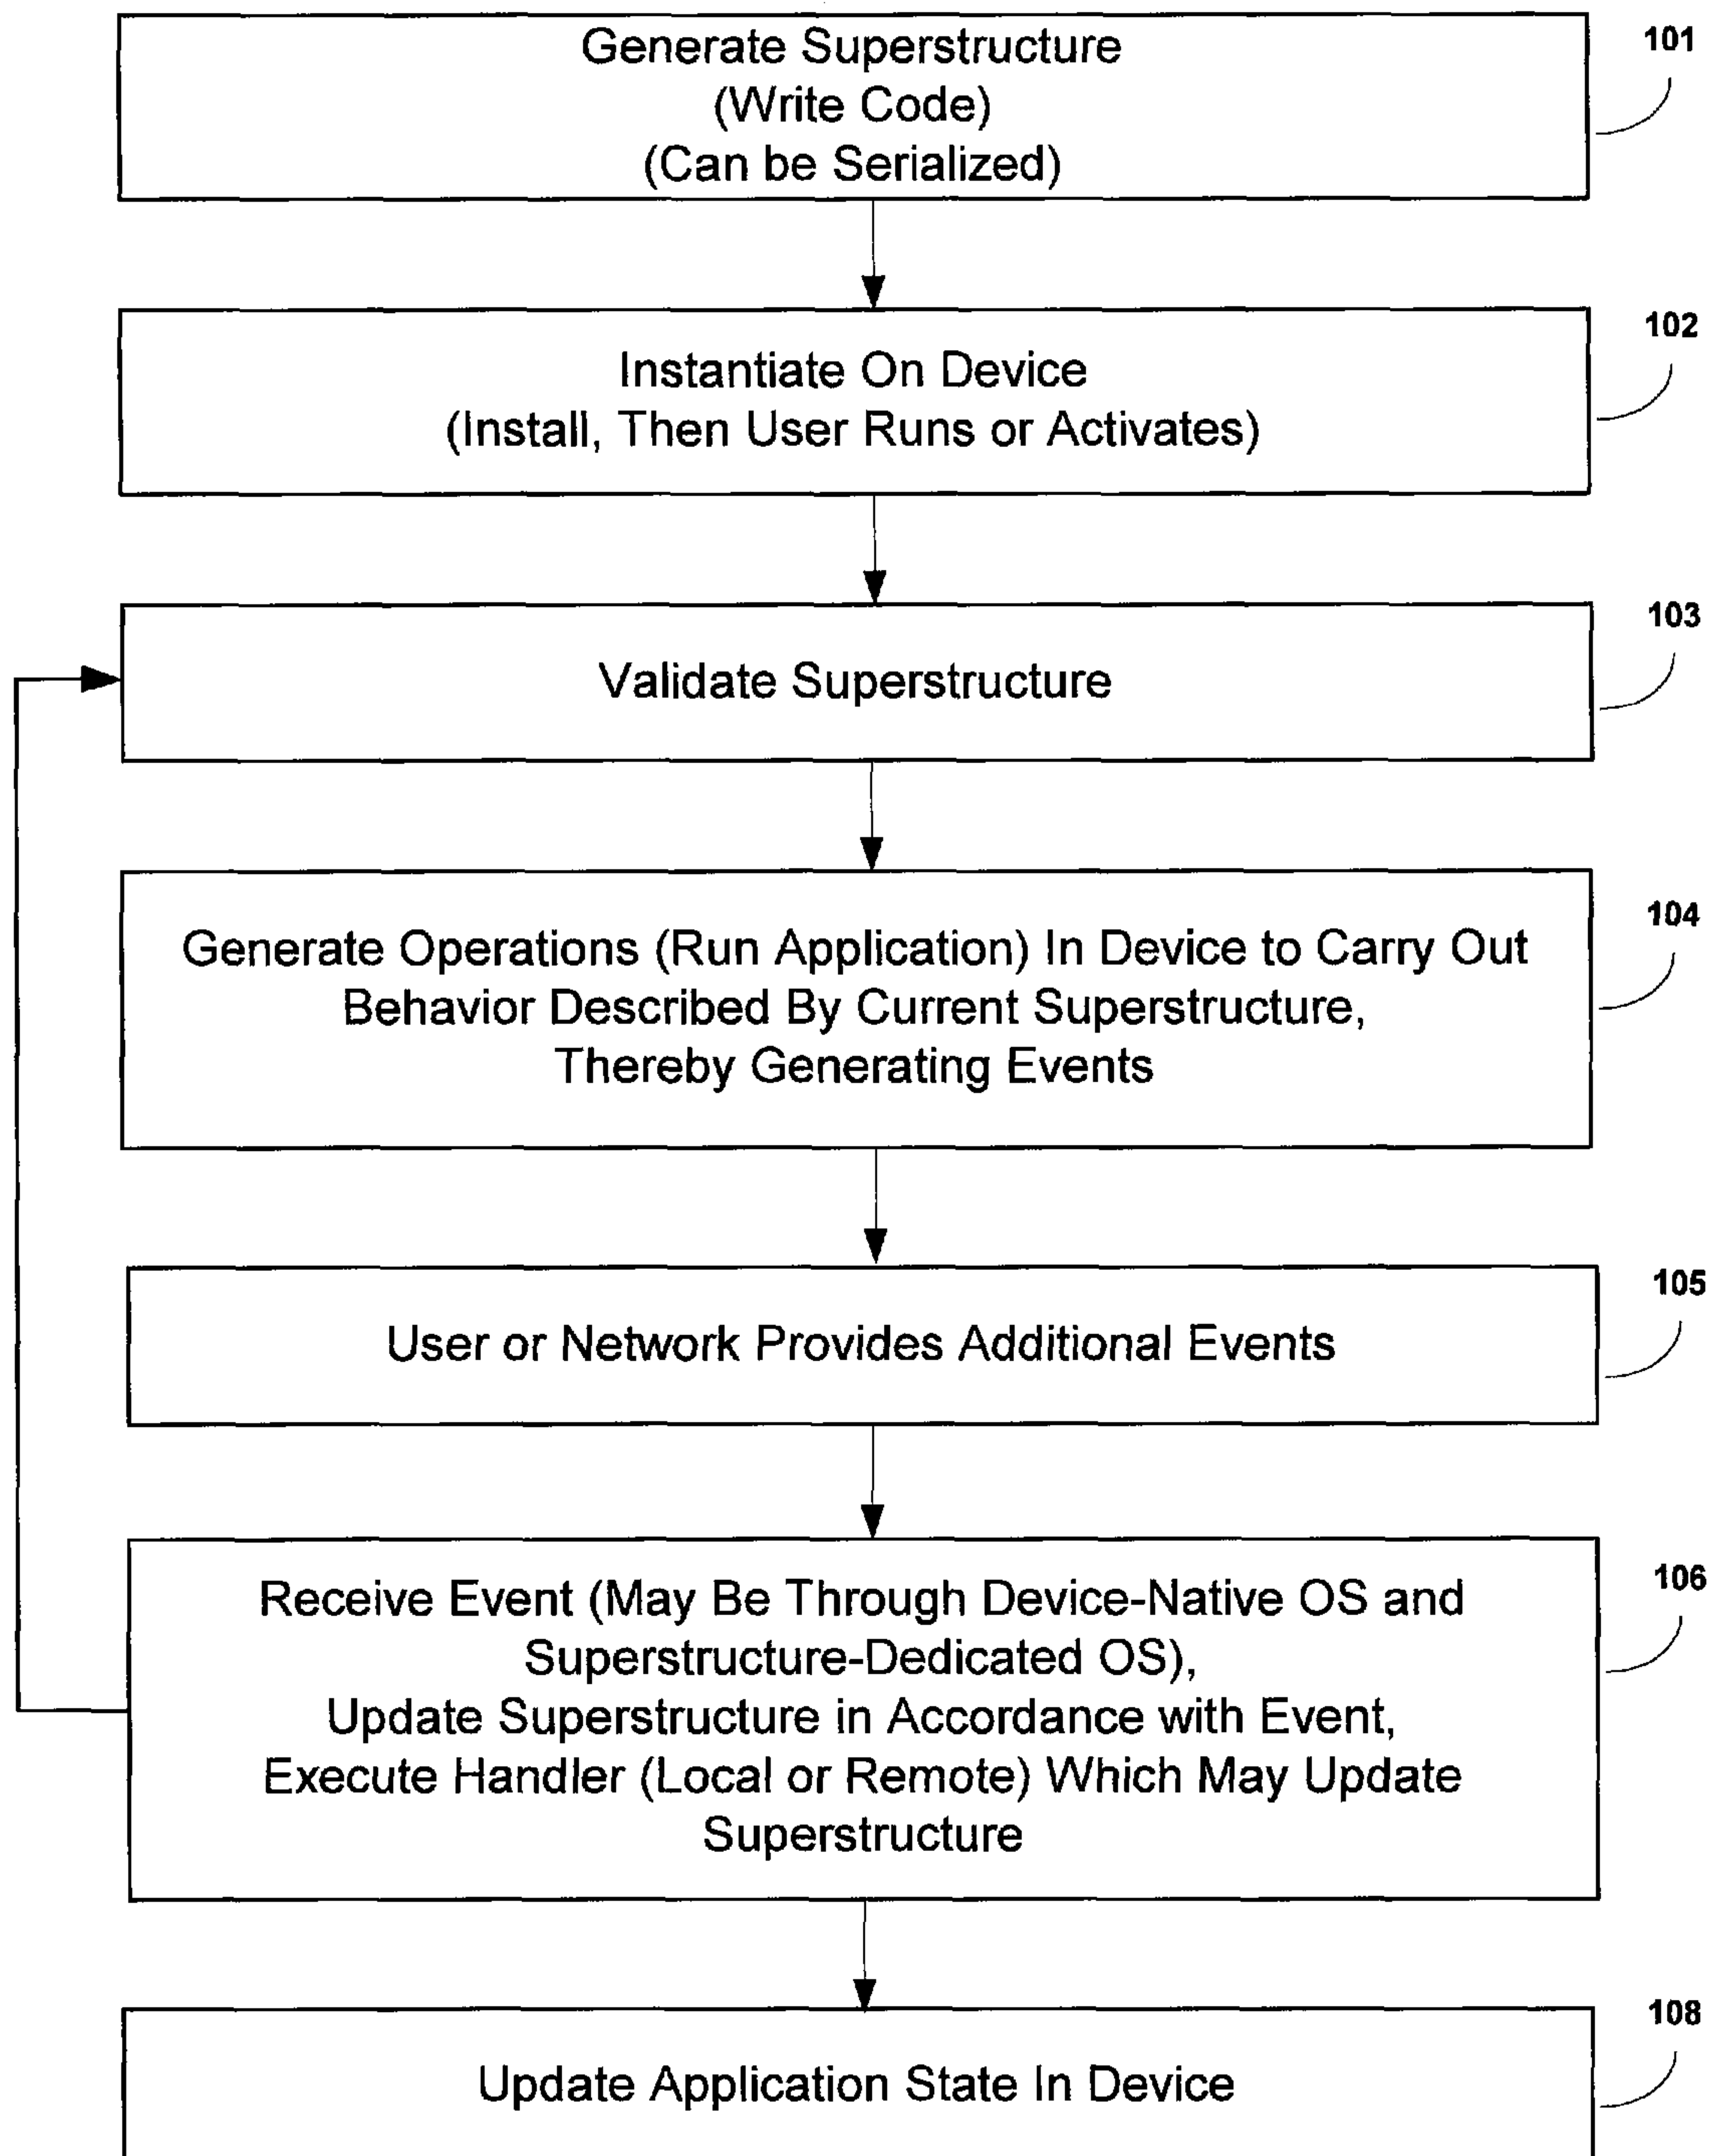 Generate Superstructure
(Write Code)
(Can be Serialized)
101
Instantiate On Device
(Install, Then User Runs or Activates)
102
Validate Superstructure
103
Generate Operations (Run Application) In Device to Carry Out
Behavior Described By Current Superstructure,
Thereby Generating Events
104
User or Network Provides Additional Events
105
Receive Event (May Be Through Device-Native OS and
Superstructure-Dedicated OS),
Update Superstructure in Accordance with Event,
Execute Handler (Local or Remote) Which May Update
Superstructure
106
Update Application State In Device
108